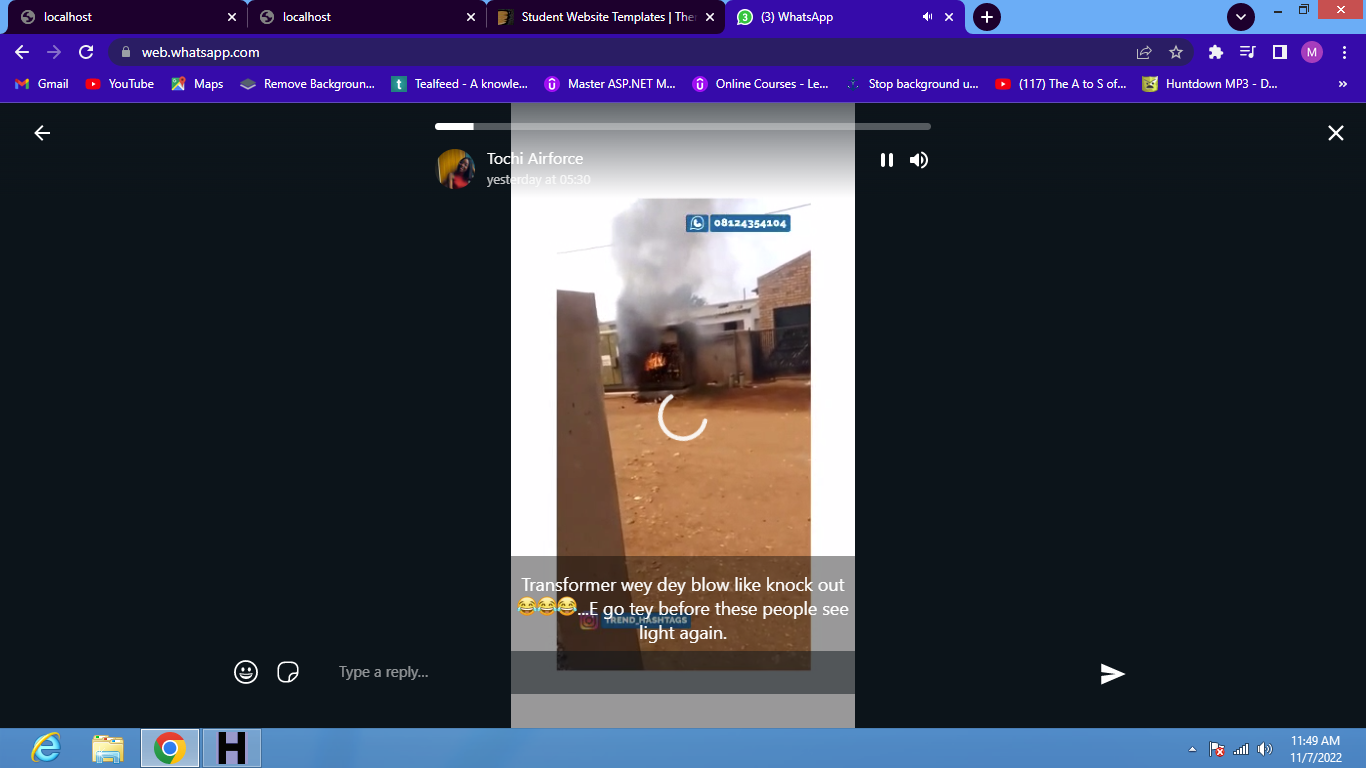 localhost
localhost
Student Website Templates | The
(3) WhatsApp
web.whatsapp.com
M
Gmail
YouTube
Maps
Remove Backgroun...
Tealfeed - A knowle...
Master ASP.NET M...
Online Courses - Le...
Stop background u...
(117) The A to S of...
Huntdown MP3 - D...
»
Tochi Airforce
yesterday at 05:30
08124354104
Transformer wey dey blow like knock out
😂😂😂...E go tey before these people see
light again.
TREND_HASHTAGS
Type a reply...
11:49 AM
11/7/2022